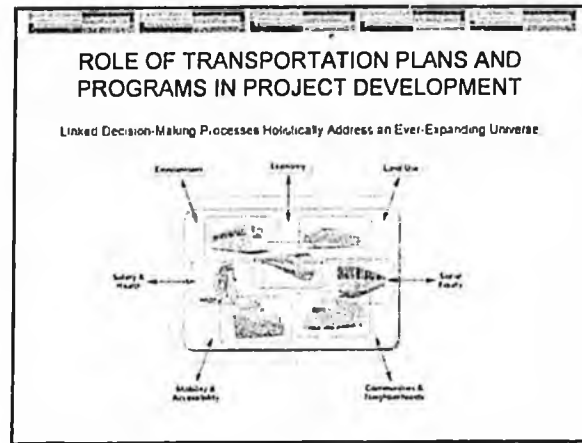 ROLE OF TRANSPORTATION PLANS AND
PROGRAMS IN PROJECT DEVELOPMENT
Linked Decision-Making Processes Holistically Address an Ever-Expanding Universe
Environment
Economy
Land Use
Safety &
Health
Social
Equity
Mobility &
Accessibility
Communities &
Neighborhoods